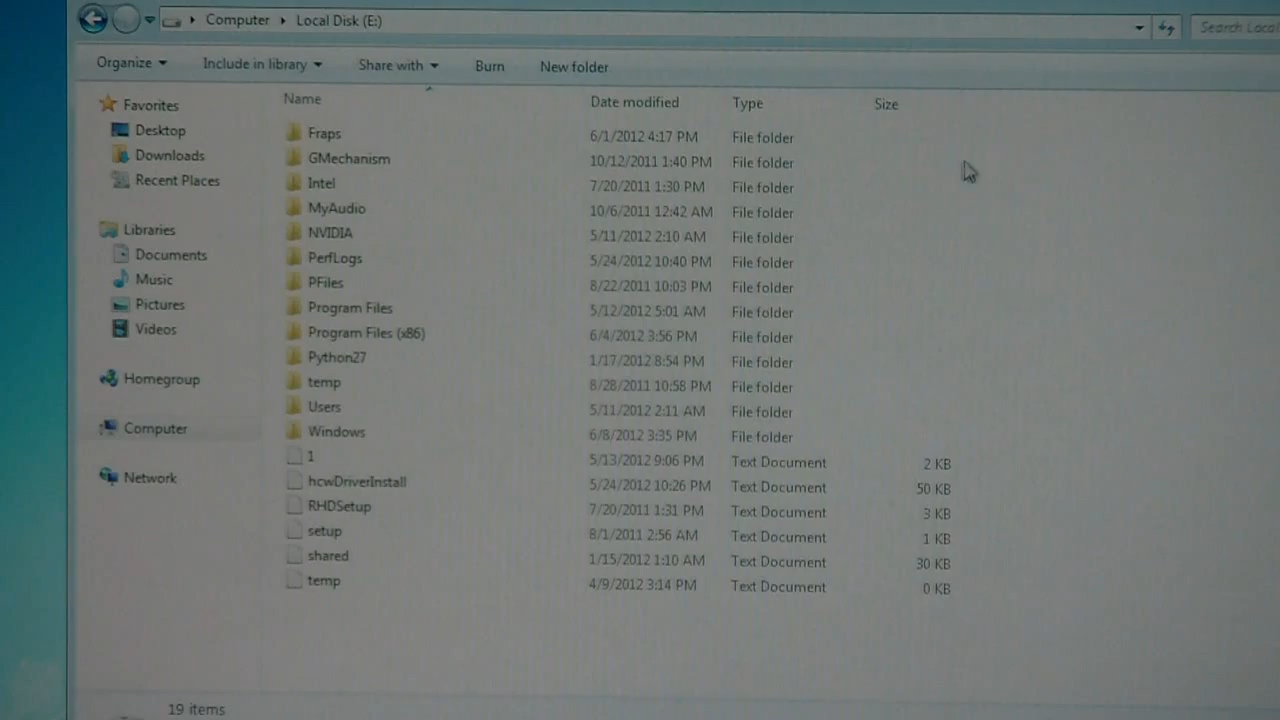 Computer Local Disk (E:) Search Local
Organize Include in library Share with Burn New folder
Name Date modified Type Size
Favorites
Desktop
Downloads
Recent Places
Libraries
Documents
Music
Pictures
Videos
Homegroup
Computer
Network
Fraps 6/1/2012 4:17 PM File folder
GMechanism 10/12/2011 1:40 PM File folder
Intel 7/20/2011 1:30 PM File folder
MyAudio 10/6/2011 12:42 AM File folder
NVIDIA 5/11/2012 2:10 AM File folder
PerfLogs 5/24/2012 10:40 PM File folder
PFiles 8/22/2011 10:03 PM File folder
Program Files 5/12/2012 5:01 AM File folder
Program Files (x86) 6/4/2012 3:56 PM File folder
Python27 1/17/2012 8:54 PM File folder
temp 8/28/2011 10:58 PM File folder
Users 5/11/2012 2:11 AM File folder
Windows 6/8/2012 3:35 PM File folder
1 5/13/2012 9:06 PM Text Document 2 KB
hcwDriverInstall 5/24/2012 10:26 PM Text Document 50 KB
RHDSetup 7/20/2011 1:31 PM Text Document 3 KB
setup 8/1/2011 2:56 AM Text Document 1 KB
shared 1/15/2012 1:10 AM Text Document 30 KB
temp 4/9/2012 3:14 PM Text Document 0 KB
19 items